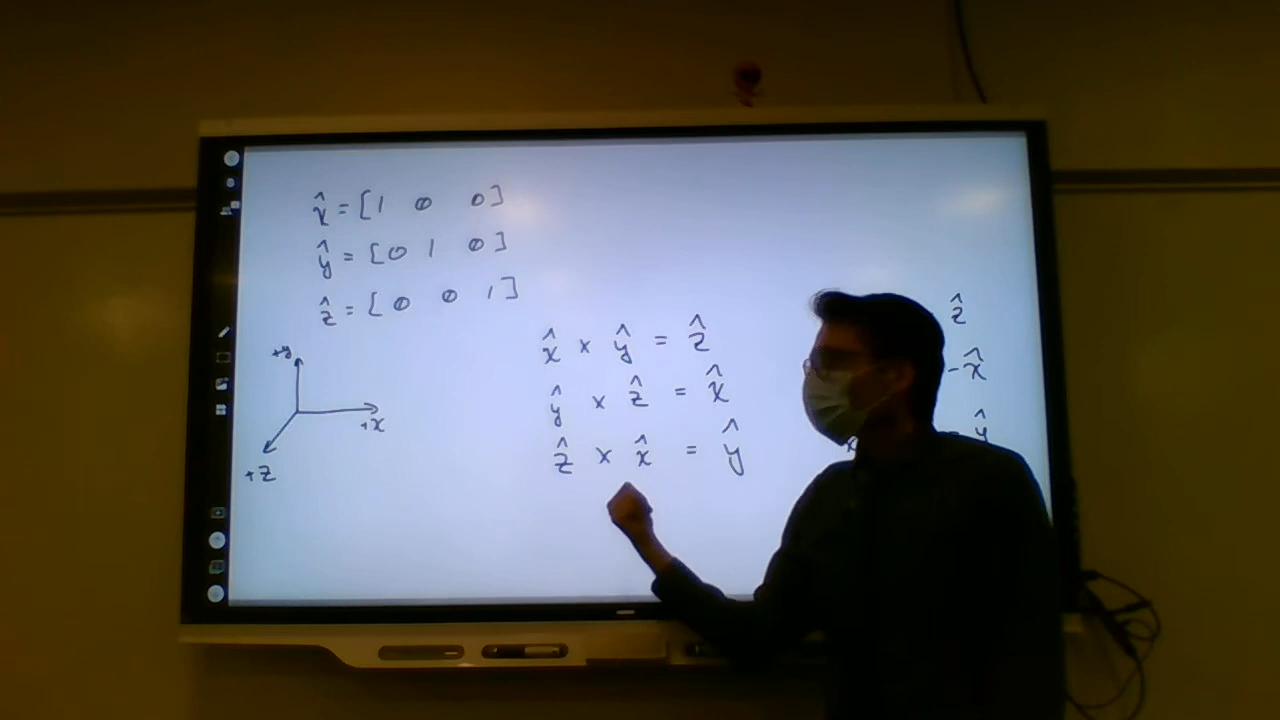 x̂ = [1 0 0]
ŷ = [0 1 0]
ẑ = [0 0 1]
+y
+x
+z
x̂ × ŷ = ẑ
ŷ × ẑ = x̂
ẑ × x̂ = ŷ
ẑ
-x̂
ŷ